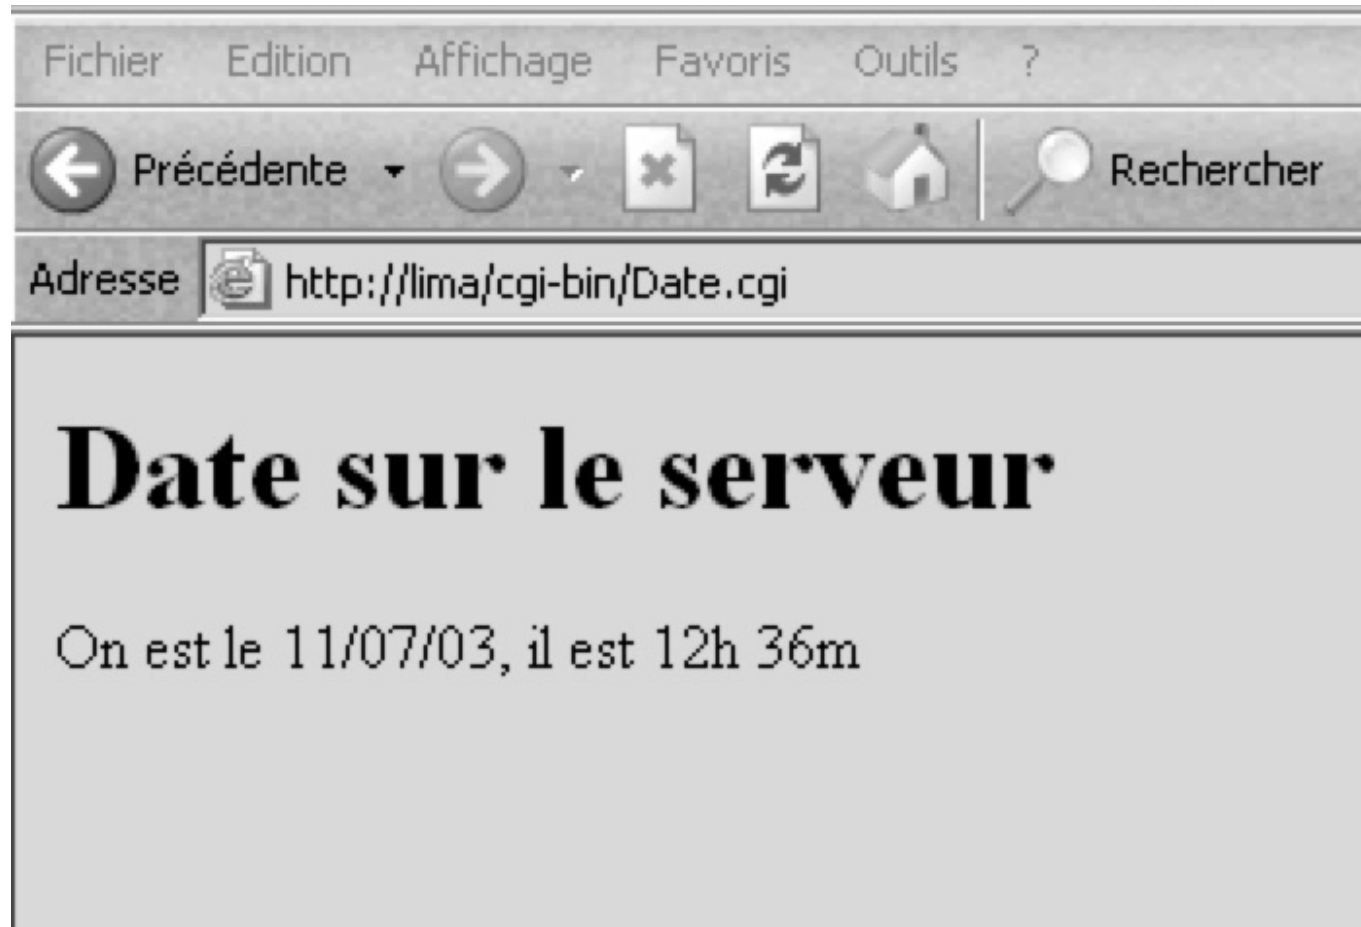 Fichier Edition Affichage Favoris Outils ?
Précédente Rechercher
Adresse http://lima/cgi-bin/Date.cgi
Date sur le serveur
On est le 11/07/03, il est 12h 36m